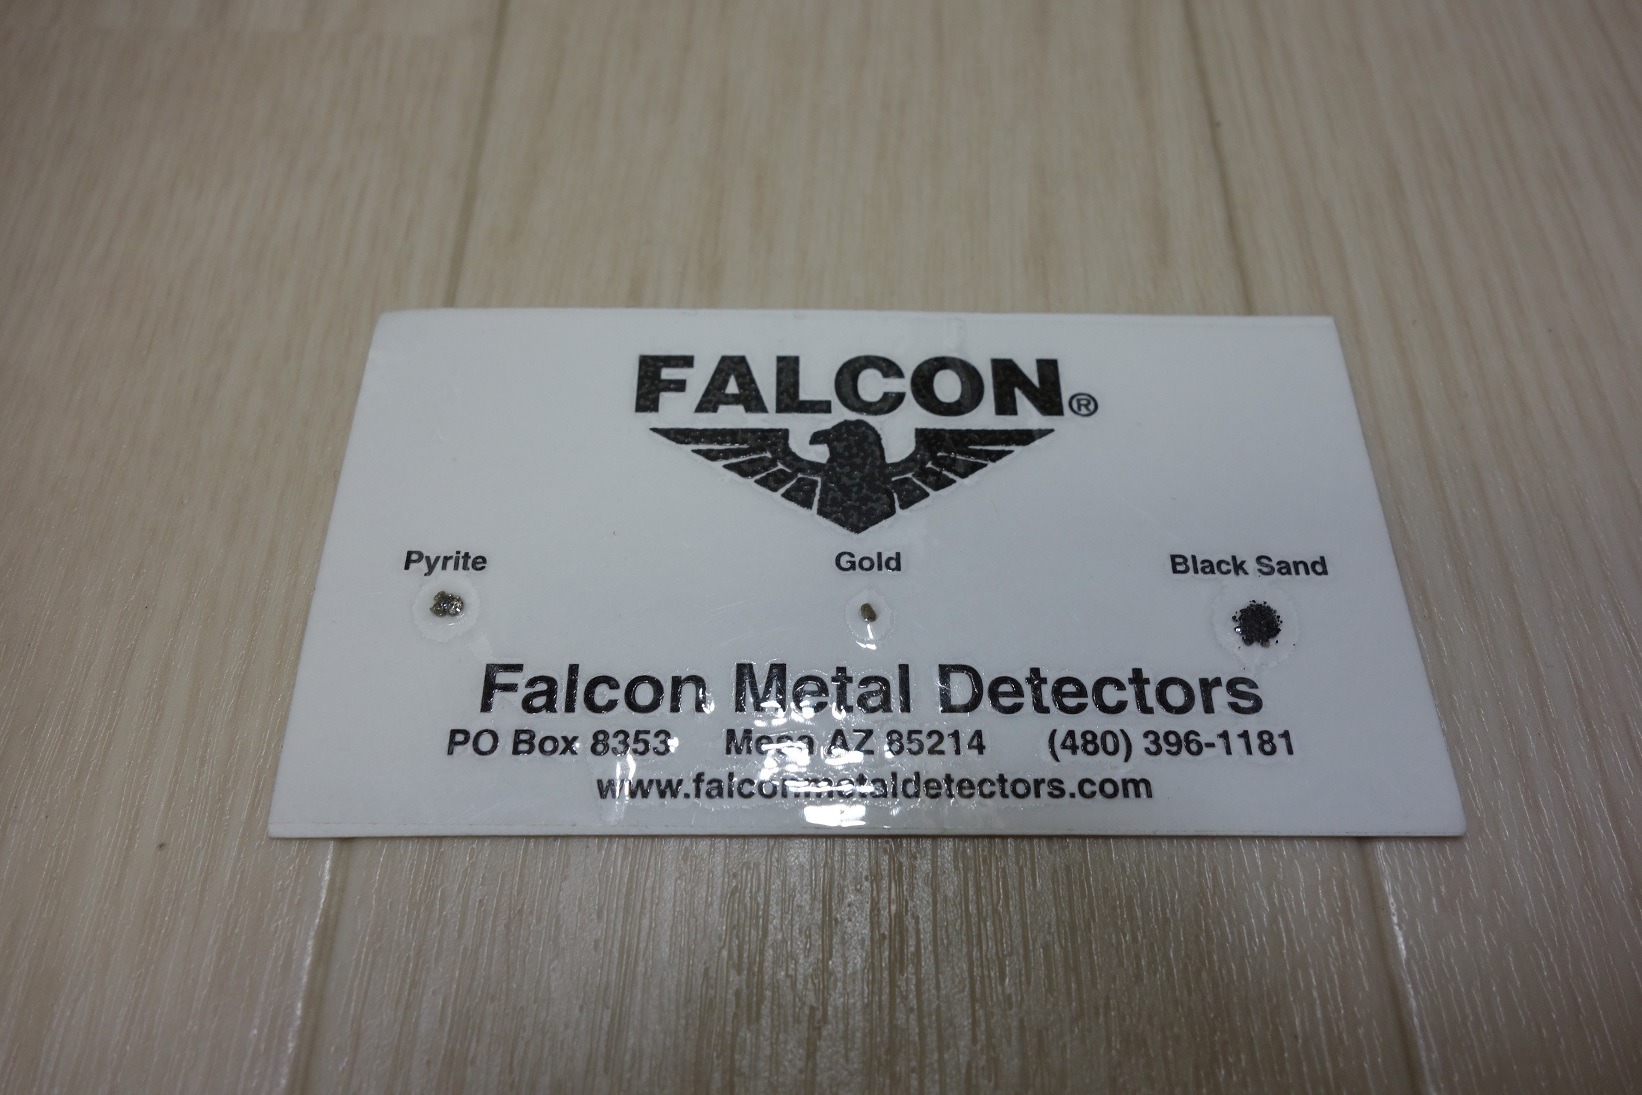 FALCON®
Pyrite Gold Black Sand
Falcon Metal Detectors
PO Box 8353 Mesa AZ 85214 (480) 396-1181
www.falconmetaldetectors.com